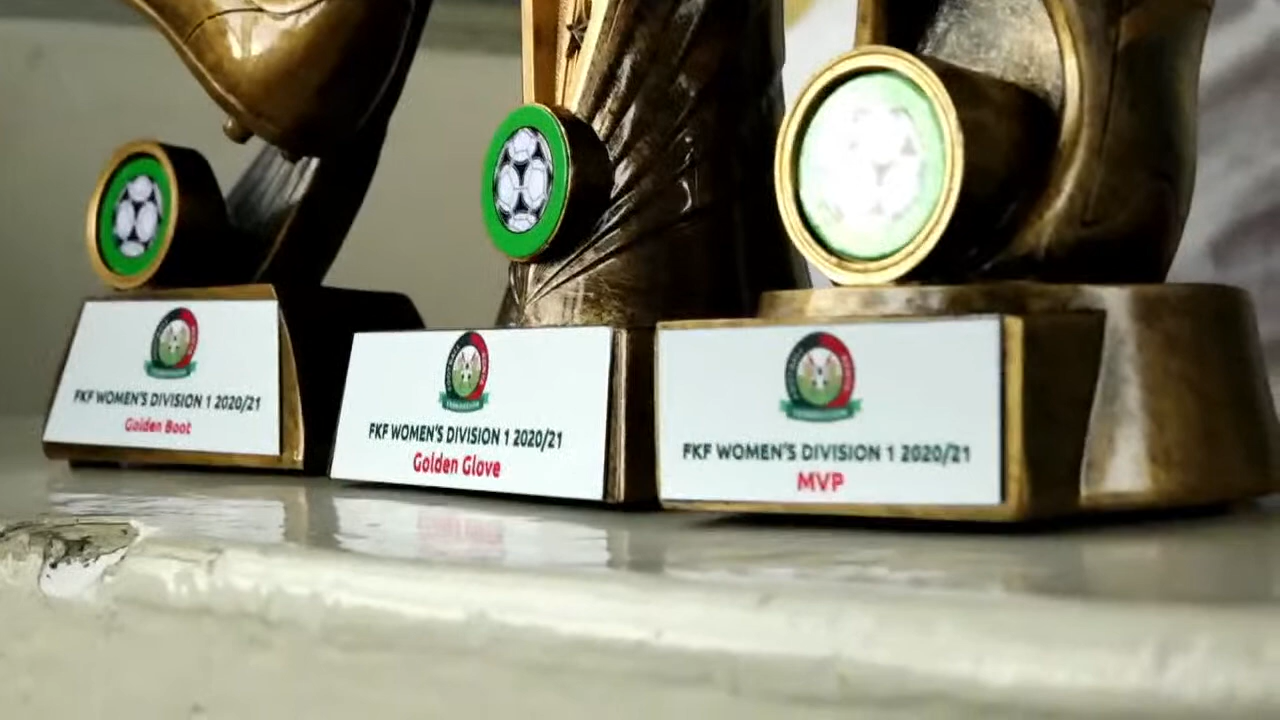 FKF WOMEN'S DIVISION 1 2020/21
Golden Boot
FKF WOMEN'S DIVISION 1 2020/21
Golden Glove
FKF WOMEN'S DIVISION 1 2020/21
MVP